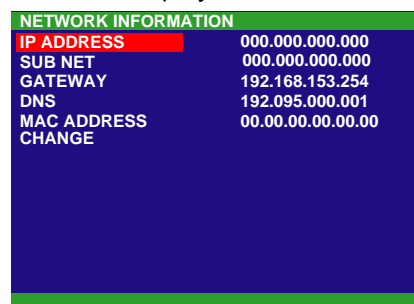 NETWORK INFORMATION
IP ADDRESS 000.000.000.000
SUB NET 000.000.000.000
GATEWAY 192.168.153.254
DNS 192.095.000.001
MAC ADDRESS 00.00.00.00.00.00
CHANGE